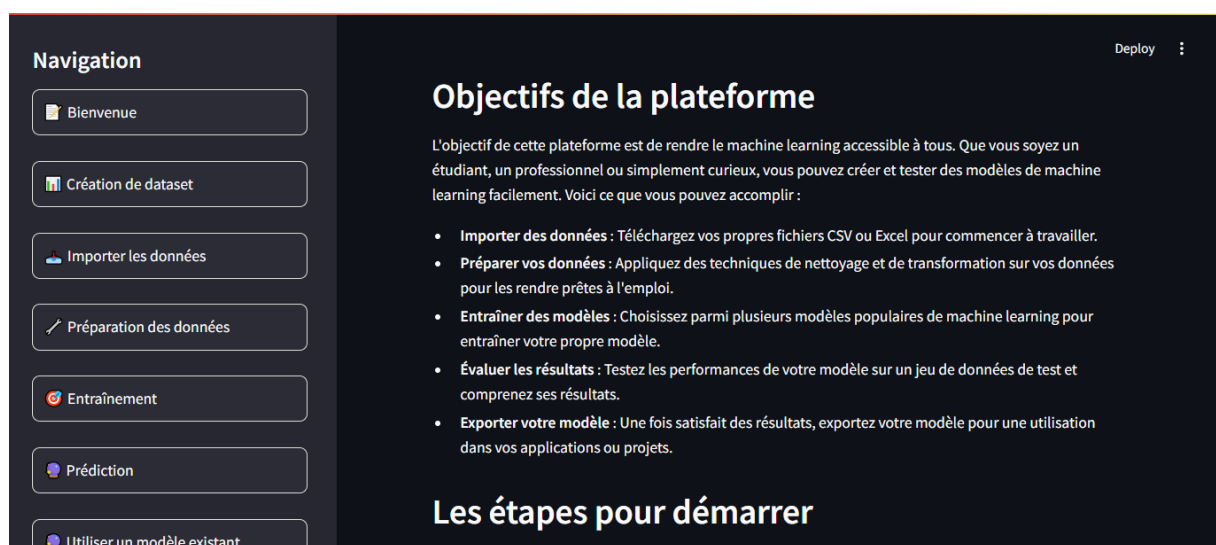 Navigation
Bienvenue
Création de dataset
Importer les données
Préparation des données
Entraînement
Prédiction
Utiliser un modèle existant
Deploy
Objectifs de la plateforme
L'objectif de cette plateforme est de rendre le machine learning accessible à tous. Que vous soyez un
étudiant, un professionnel ou simplement curieux, vous pouvez créer et tester des modèles de machine
learning facilement. Voici ce que vous pouvez accomplir :
• Importer des données : Téléchargez vos propres fichiers CSV ou Excel pour commencer à travailler.
• Préparer vos données : Appliquez des techniques de nettoyage et de transformation sur vos données
pour les rendre prêtes à l'emploi.
• Entraîner des modèles : Choisissez parmi plusieurs modèles populaires de machine learning pour
entraîner votre propre modèle.
• Évaluer les résultats : Testez les performances de votre modèle sur un jeu de données de test et
comprenez ses résultats.
• Exporter votre modèle : Une fois satisfait des résultats, exportez votre modèle pour une utilisation
dans vos applications ou projets.
Les étapes pour démarrer